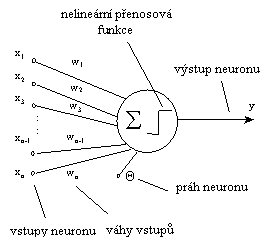 nelineární přenosová
funkce
x1
w1
výstup neuronu
x2
w2
x3
w3
Σ
y
xn-1
wn-1
xn
wn
Θ
práh neuronu
vstupy neuronu
váhy vstupů